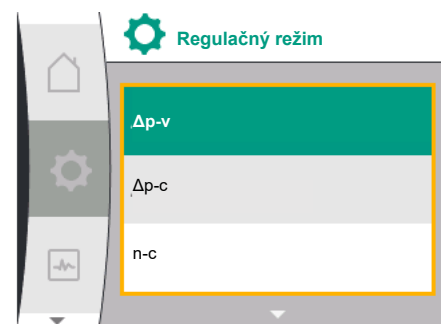 Regulačný režim
Δp-v
Δp-c
n-c